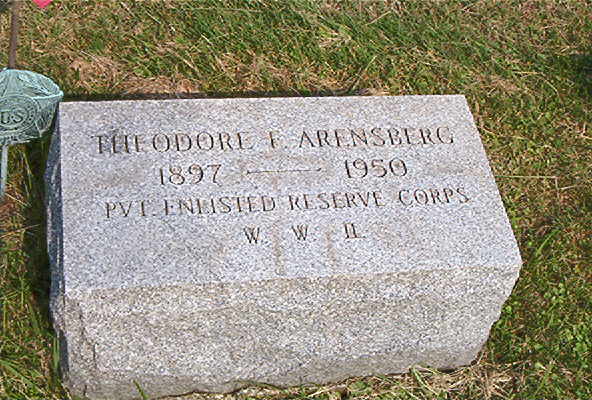 THEODORE F. ARENSBERG
1897 — 1950
PVT. ENLISTED RESERVE CORPS
W. W. II.
U.S.